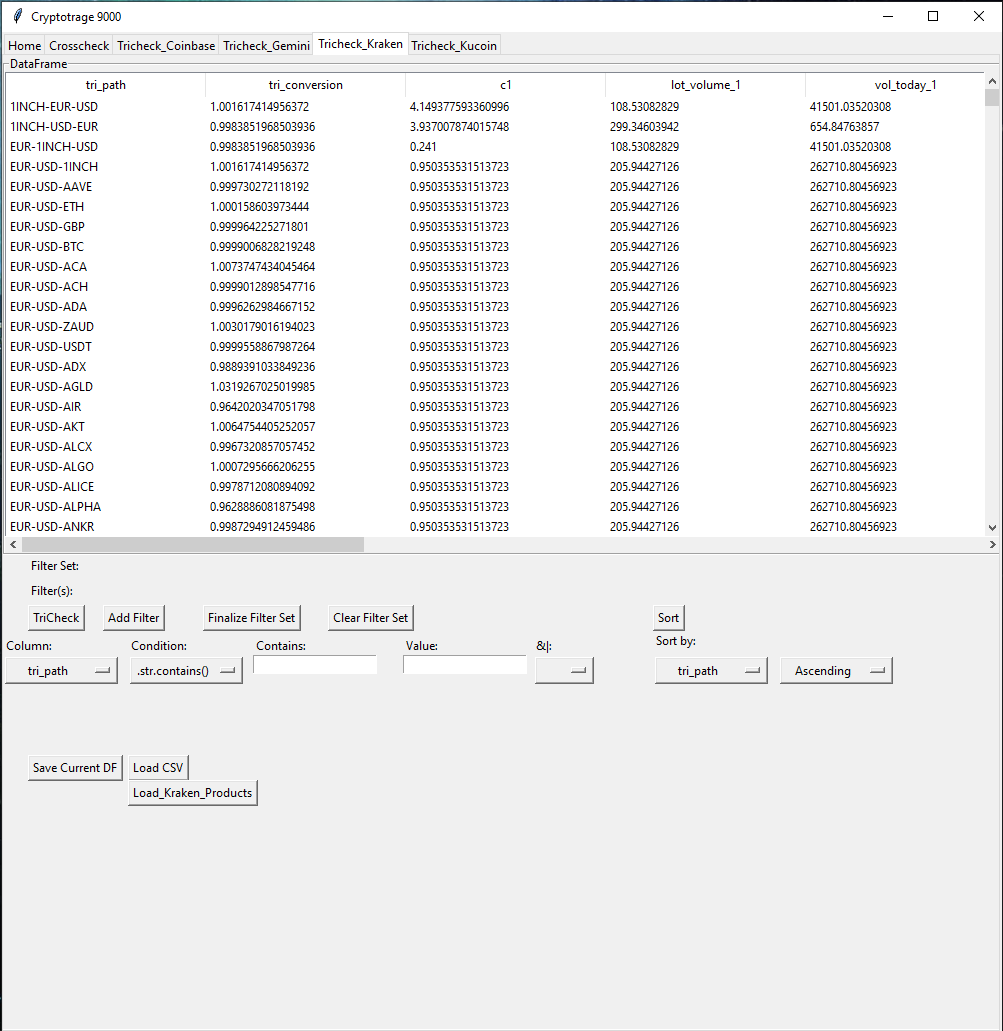 Cryptotrage 9000
Home Crosscheck Tricheck_Coinbase Tricheck_Gemini Tricheck_Kraken Tricheck_Kucoin
DataFrame
tri_path tri_conversion c1 lot_volume_1 vol_today_1
1INCH-EUR-USD 1.001617414956372 4.149377593360996 108.53082829 41501.03520308
1INCH-USD-EUR 0.9983851968503936 3.937007874015748 299.34603942 654.84763857
EUR-1INCH-USD 0.9983851968503936 0.241 108.53082829 41501.03520308
EUR-USD-1INCH 1.001617414956372 0.950353531513723 205.94427126 262710.80456923
EUR-USD-AAVE 0.999730272118192 0.950353531513723 205.94427126 262710.80456923
EUR-USD-ETH 1.000158603973444 0.950353531513723 205.94427126 262710.80456923
EUR-USD-GBP 0.999964225271801 0.950353531513723 205.94427126 262710.80456923
EUR-USD-BTC 0.9999006828219248 0.950353531513723 205.94427126 262710.80456923
EUR-USD-ACA 1.0073747434045464 0.950353531513723 205.94427126 262710.80456923
EUR-USD-ACH 0.9999012898547716 0.950353531513723 205.94427126 262710.80456923
EUR-USD-ADA 0.9996262984667152 0.950353531513723 205.94427126 262710.80456923
EUR-USD-ZAUD 1.0030179016194023 0.950353531513723 205.94427126 262710.80456923
EUR-USD-USDT 0.9999558867987264 0.950353531513723 205.94427126 262710.80456923
EUR-USD-ADX 0.9889391033849236 0.950353531513723 205.94427126 262710.80456923
EUR-USD-AGLD 1.0319267025019985 0.950353531513723 205.94427126 262710.80456923
EUR-USD-AIR 0.9642020347051798 0.950353531513723 205.94427126 262710.80456923
EUR-USD-AKT 1.0064754405252057 0.950353531513723 205.94427126 262710.80456923
EUR-USD-ALCX 0.9967320857057452 0.950353531513723 205.94427126 262710.80456923
EUR-USD-ALGO 1.0007295666206255 0.950353531513723 205.94427126 262710.80456923
EUR-USD-ALICE 0.9978712080894092 0.950353531513723 205.94427126 262710.80456923
EUR-USD-ALPHA 0.9628886081875498 0.950353531513723 205.94427126 262710.80456923
EUR-USD-ANKR 0.9987294912459486 0.950353531513723 205.94427126 262710.80456923
Filter Set:
Filter(s):
TriCheck Add Filter Finalize Filter Set Clear Filter Set Sort
Column: Condition: Contains: Value: &|: Sort by:
tri_path .str.contains() tri_path Ascending
Save Current DF Load CSV
Load_Kraken_Products